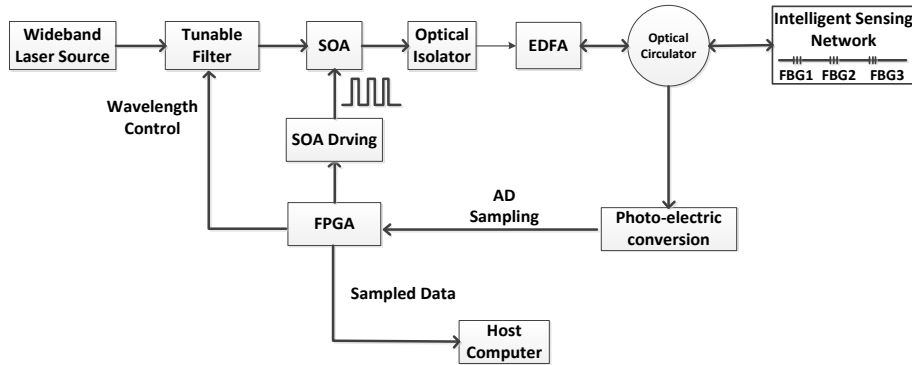 Wideband
Laser Source
Tunable
Filter
SOA
Optical
Isolator
EDFA
Optical
Circulator
Intelligent Sensing
Network
FBG1 FBG2 FBG3
Wavelength
Control
SOA Drving
AD
Sampling
FPGA
Photo-electric
conversion
Sampled Data
Host
Computer